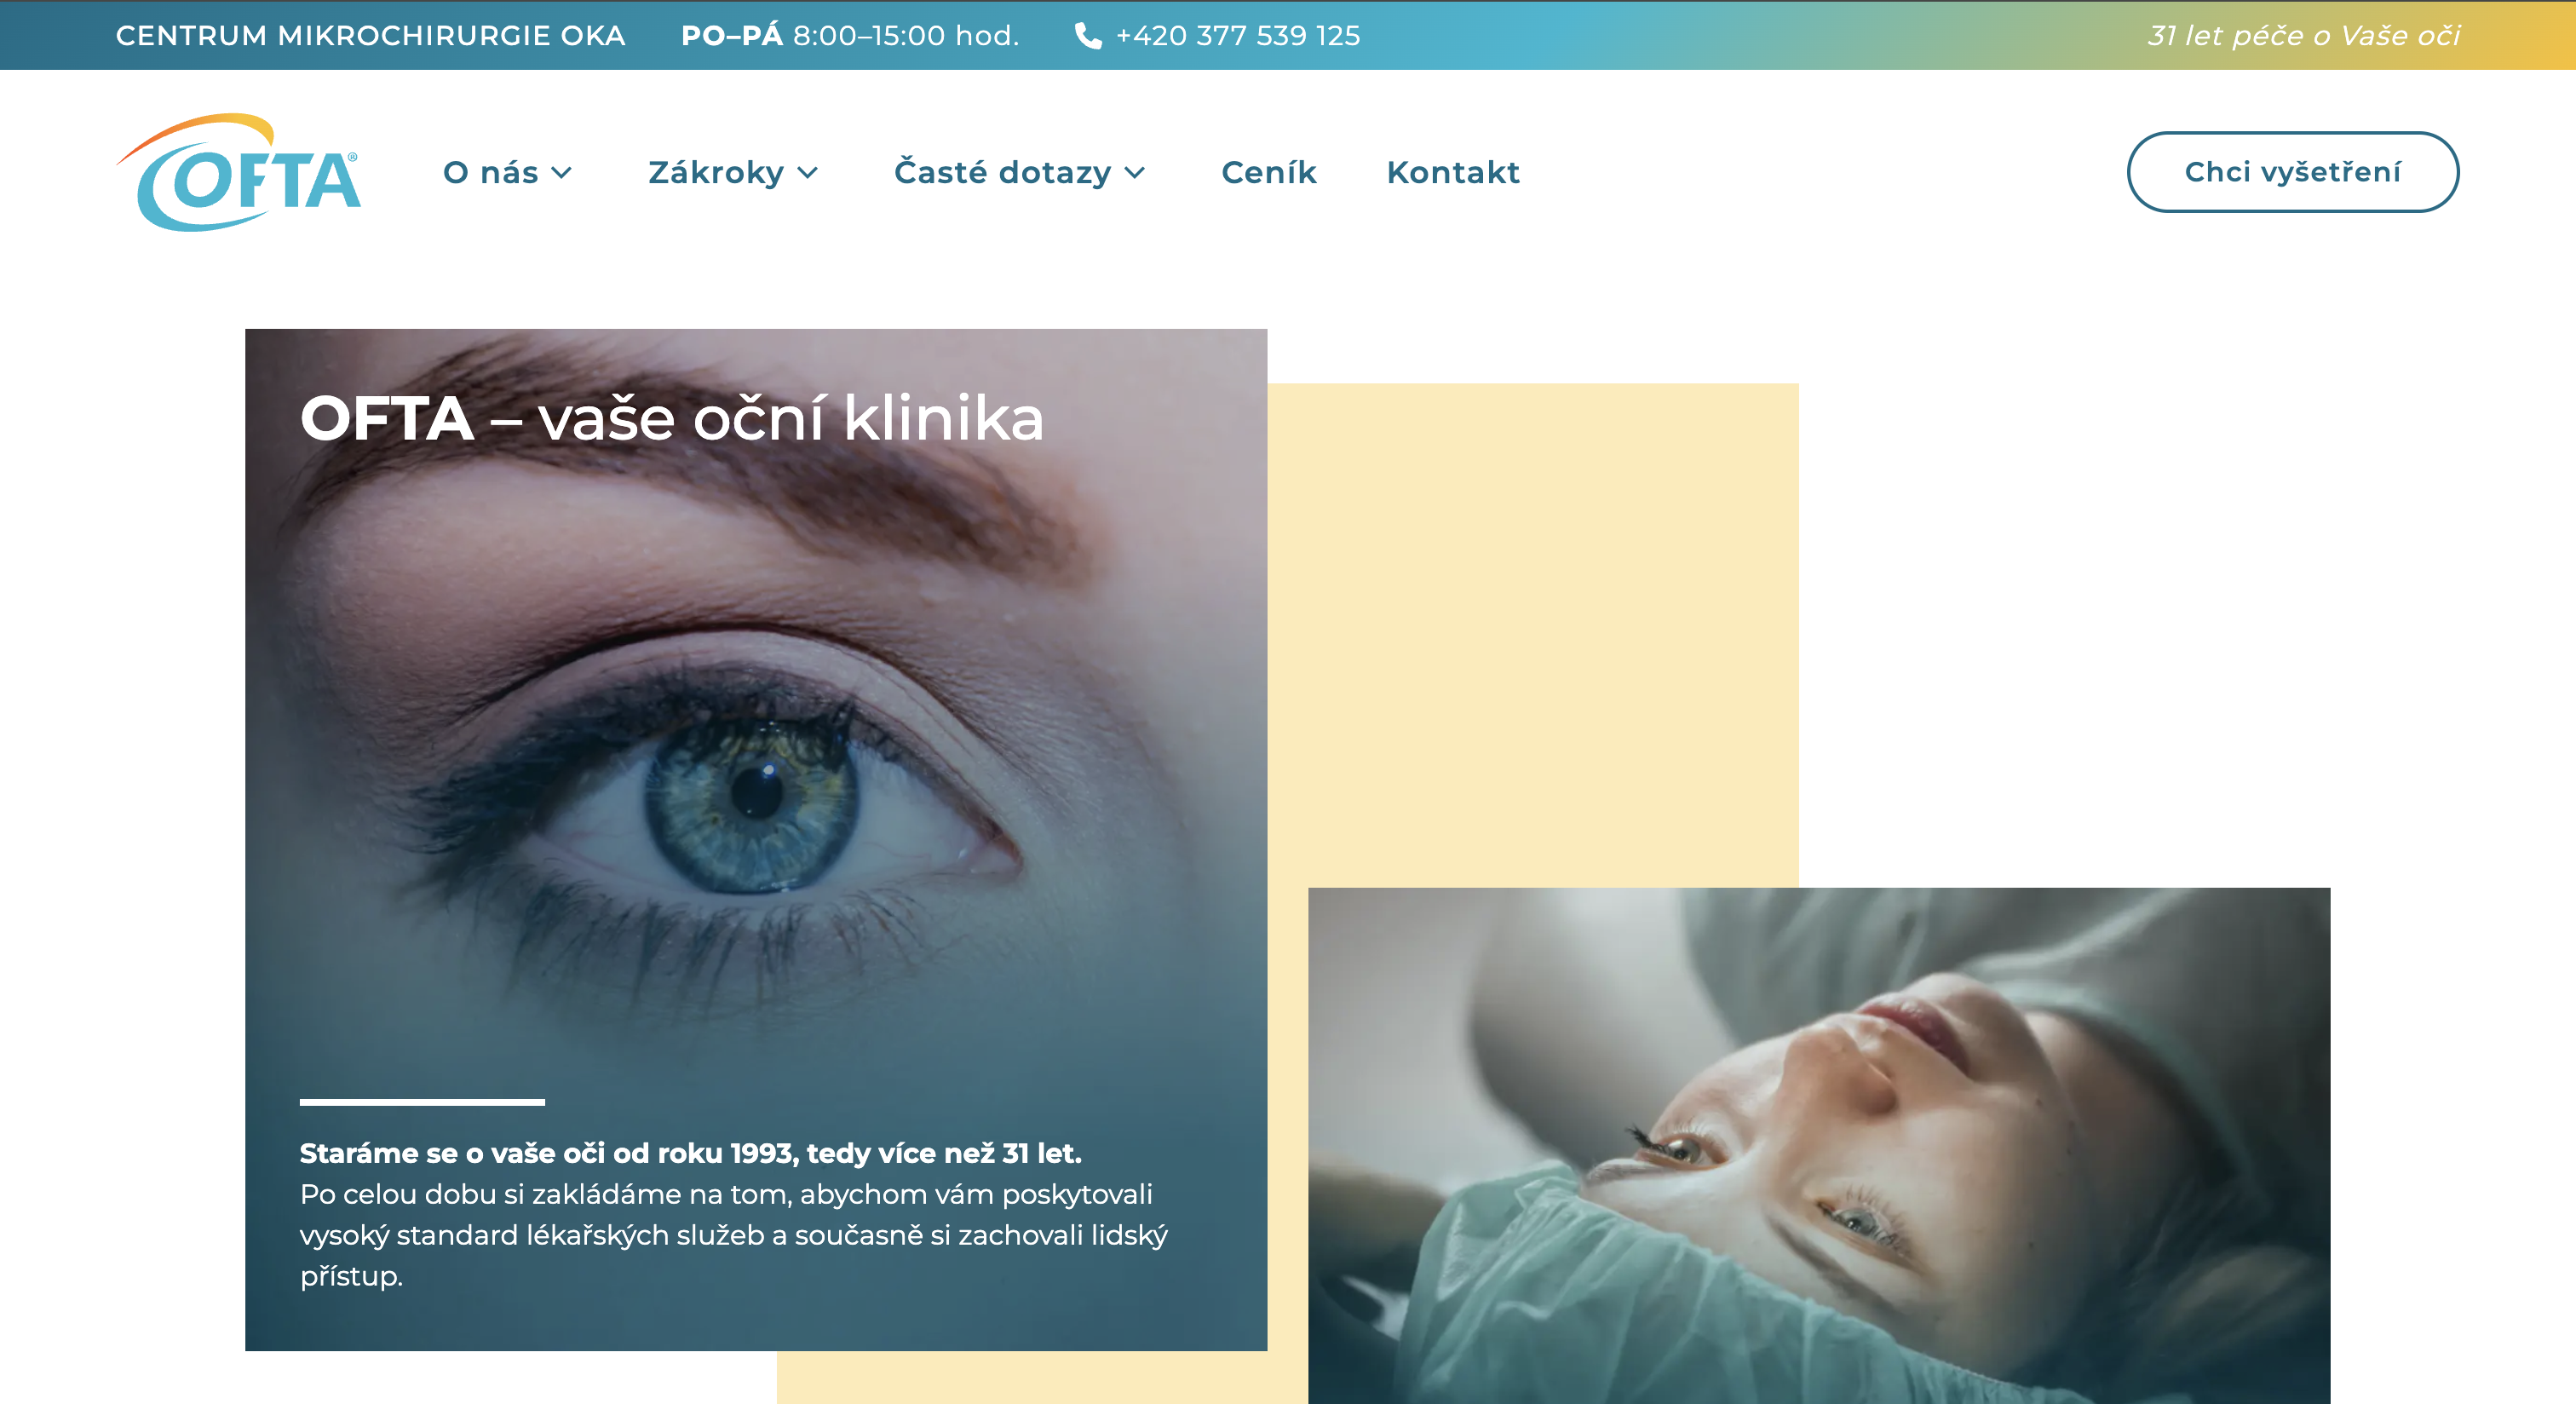 CENTRUM MIKROCHIRURGIE OKA PO–PÁ 8:00–15:00 hod. +420 377 539 125 31 let péče o Vaše oči
OFTA® O nás Zákroky Časté dotazy Ceník Kontakt Chci vyšetření
OFTA – vaše oční klinika
Staráme se o vaše oči od roku 1993, tedy více než 31 let.
Po celou dobu si zakládáme na tom, abychom vám poskytovali
vysoký standard lékařských služeb a současně si zachovali lidský
přístup.